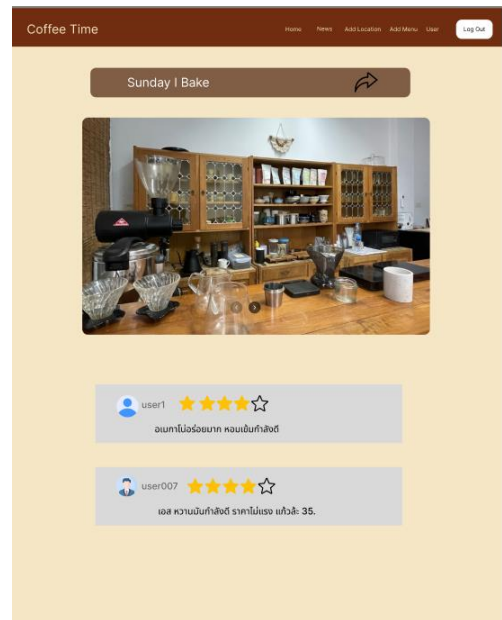 Coffee Time
Home News Add Location Add Menu User Log Out
Sunday I Bake
user1
อเมกาโน่อร่อยมาก หอมเข้มกำลังดี
user007
เอส หวานมันกำลังดี ราคาไม่แรง แก้วล้ะ 35.